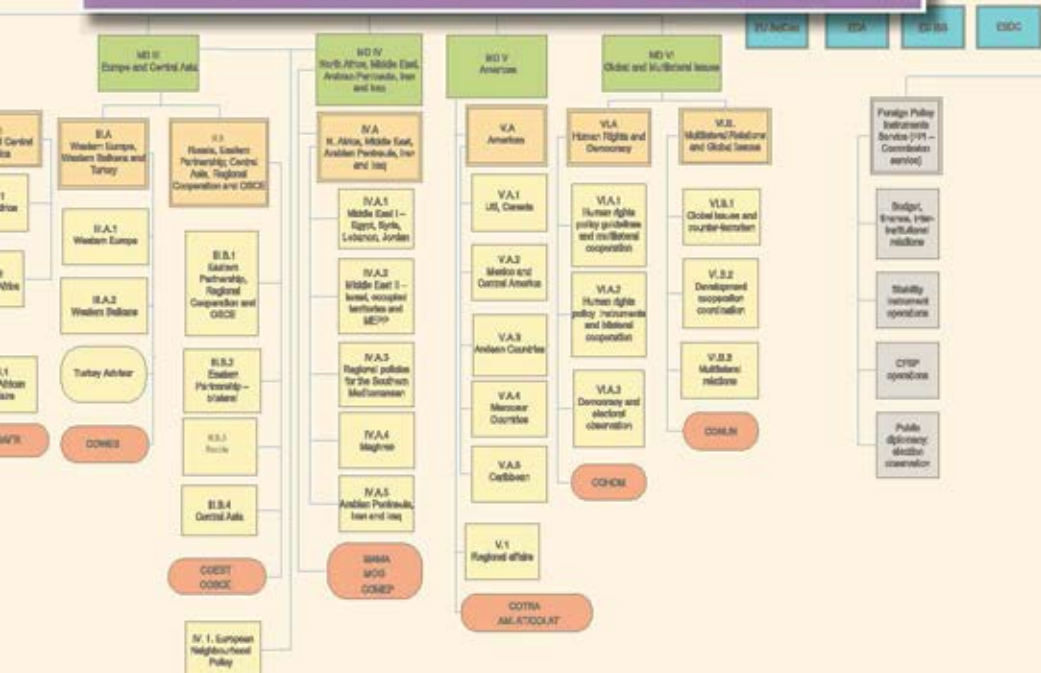 EDA
EU ISS
ESDC
MD III
Europe and Central Asia
MD IV
North Africa, Middle East,
Arabian Peninsula, Iran
and Iraq
MD V
Americas
MD VI
Global and Multilateral Issues
Central
III.A
Western Europe,
Western Balkans and
Turkey
III.A.1
Western Europe
III.A.2
Western Balkans
Turkey Advisor
COWEB
Russia, Eastern
Partnership, Central
Asia, Regional
Cooperation and OSCE
III.B.1
Eastern
Partnership,
Regional
Cooperation and
OSCE
III.B.2
Eastern
Partnership –
bilateral
III.B.3
Russia
III.B.4
Central Asia
COEST
COSCE
IV. 1. European
Neighbourhood
Policy
IV.A
N. Africa, Middle East,
Arabian Peninsula, Iran
and Iraq
IV.A.1
Middle East I –
Egypt, Syria,
Lebanon, Jordan
IV.A.2
Middle East II –
Israel, occupied
territories and
MEPP
IV.A.3
Regional policies
for the Southern
Mediterranean
IV.A.4
Maghreb
IV.A.5
Arabian Peninsula,
Iran and Iraq
MAMA
MOG
COMEP
V.A
Americas
V.A.1
US, Canada
V.A.2
Mexico and
Central America
V.A.3
Andean Countries
V.A.4
Mercosur
Countries
V.A.5
Caribbean
V.1
Regional affairs
COTRA
AMLAT/COLAT
VI.A
Human Rights and
Democracy
VI.A.1
Human rights
policy guidelines
and multilateral
cooperation
VI.A.2
Human rights
policy instruments
and bilateral
cooperation
VI.A.3
Democracy and
electoral
observation
COHOM
VI.B.
Multilateral Relations
and Global Issues
VI.B.1
Global issues and
counter-terrorism
VI.B.2
Development
cooperation
coordination
VI.B.3
Multilateral
relations
CONUN
Foreign Policy
Instruments
Service (FPI –
Commission
service)
Budget,
finance, inter-
institutional
relations
Stability
instrument
operations
CFSP
operations
Public
diplomacy;
election
observation